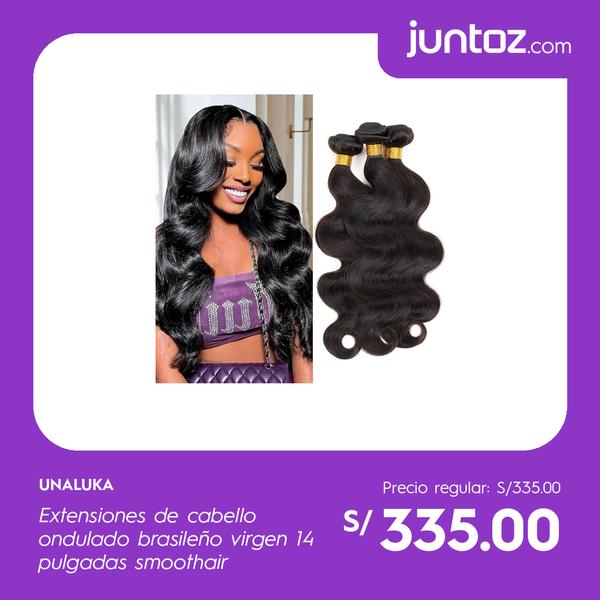 juntoz.com
UNALUKA
Extensiones de cabello
ondulado brasileño virgen 14
pulgadas smoothair
Precio regular: S/335.00
S/ 335.00